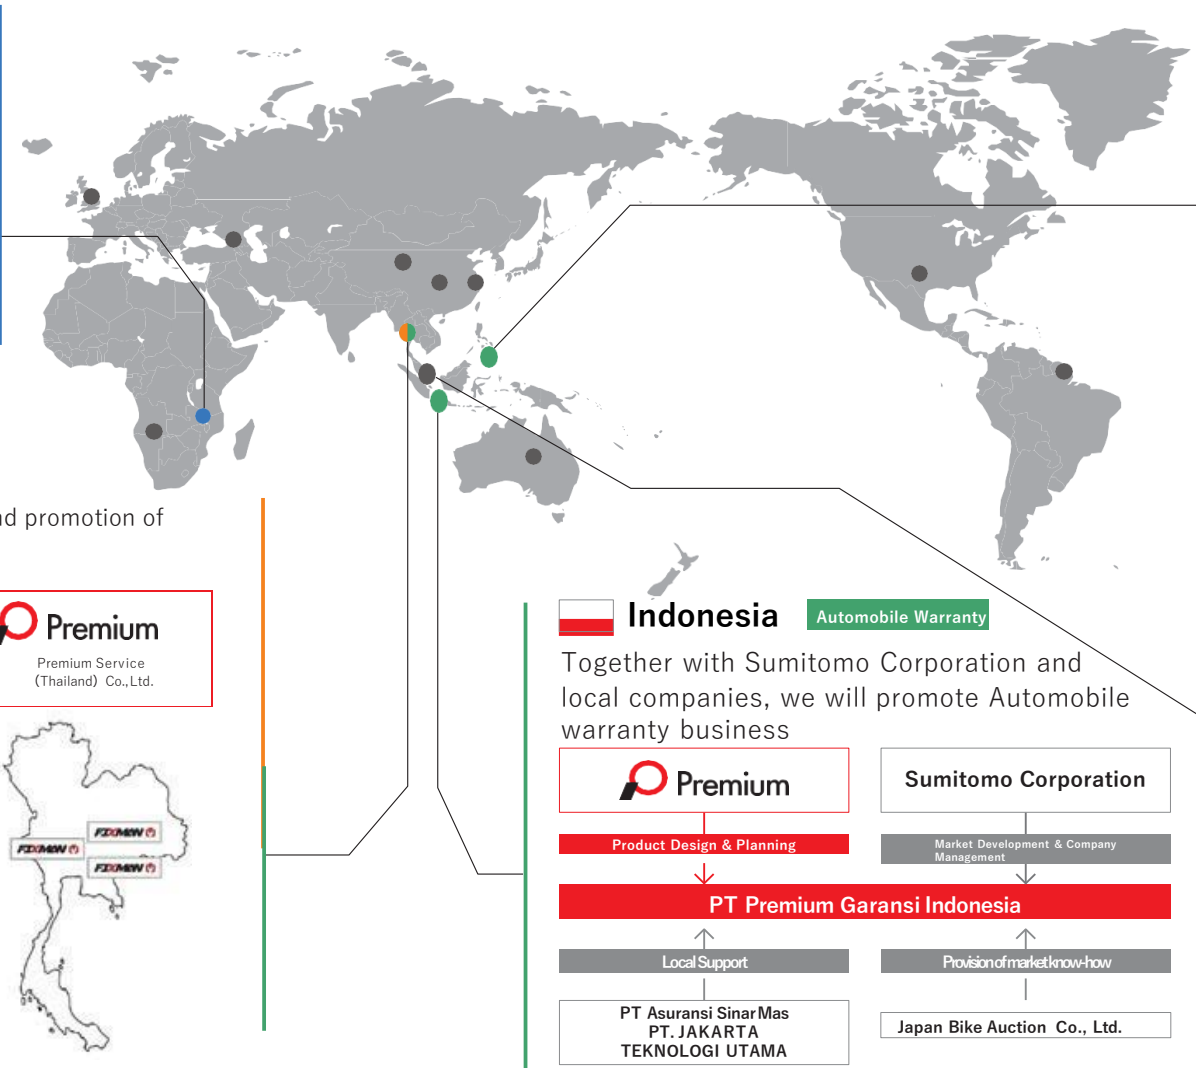 nd promotion of
Premium
Premium Service
(Thailand) Co.,Ltd.
FIXMAN
FIXMAN
FIXMAN
Indonesia
Automobile Warranty
Together with Sumitomo Corporation and
local companies, we will promote Automobile
warranty business
Premium
Sumitomo Corporation
Product Design & Planning
Market Development & Company
Management
PT Premium Garansi Indonesia
Local Support
Provision of market know-how
PT Asuransi Sinar Mas
PT. JAKARTA
TEKNOLOGI UTAMA
Japan Bike Auction Co., Ltd.